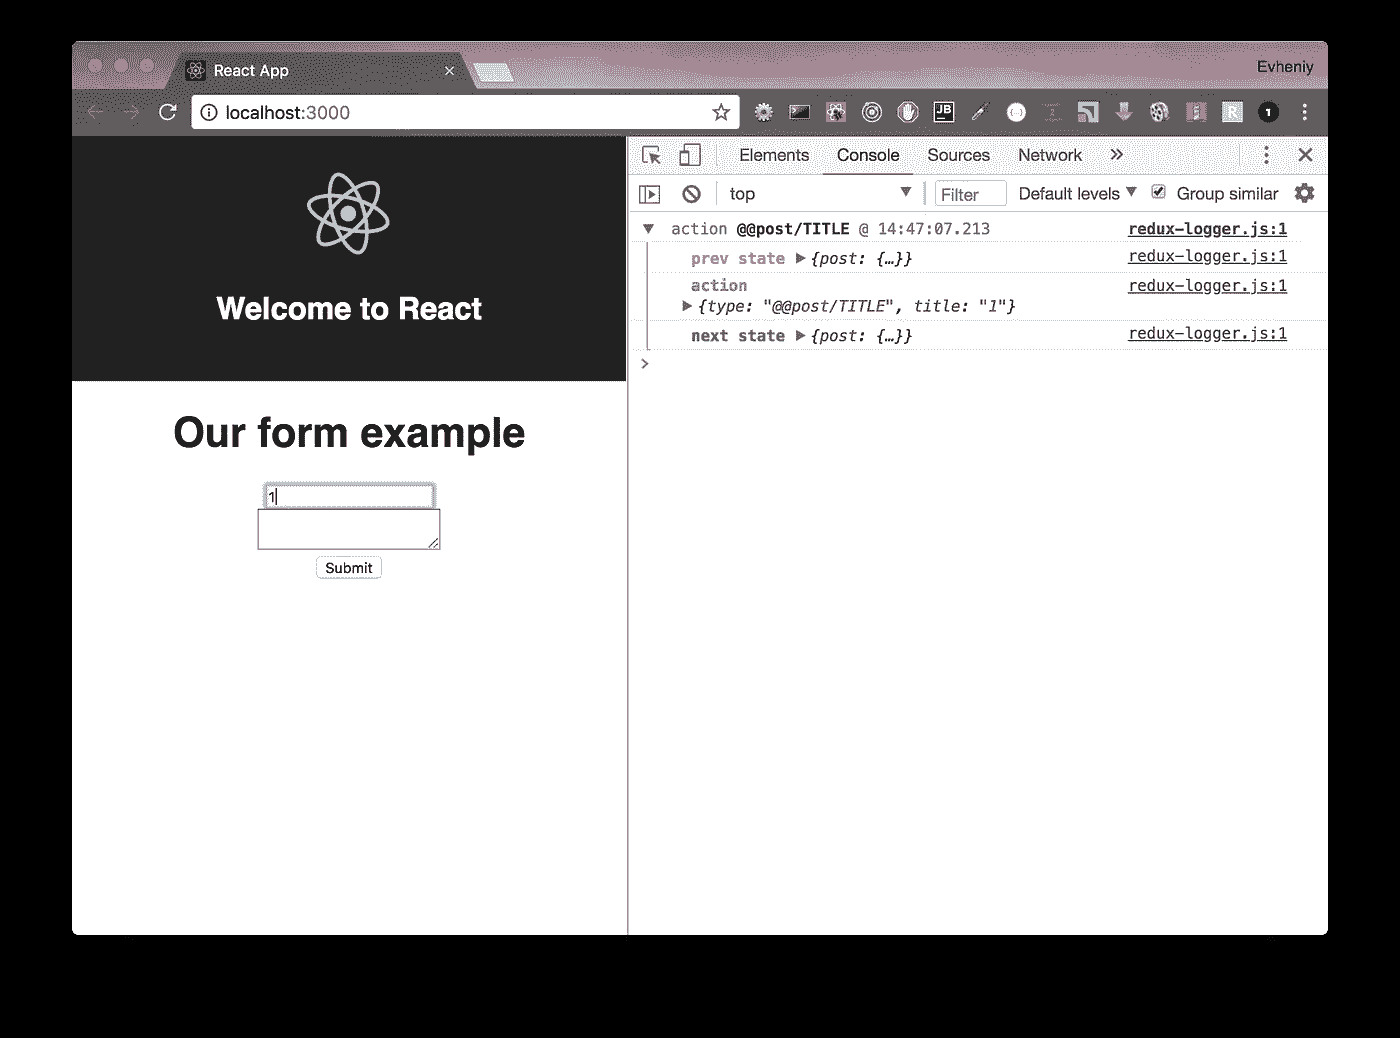 React App
Evheniy
localhost:3000
JB
R
1
Elements Console Sources Network »
top Filter Default levels Group similar
Welcome to React
Our form example
1
Submit
action @@post/TITLE @ 14:47:07.213 redux-logger.js:1
prev state {post: {…}} redux-logger.js:1
action redux-logger.js:1
{type: "@@post/TITLE", title: "1"}
next state {post: {…}} redux-logger.js:1
>